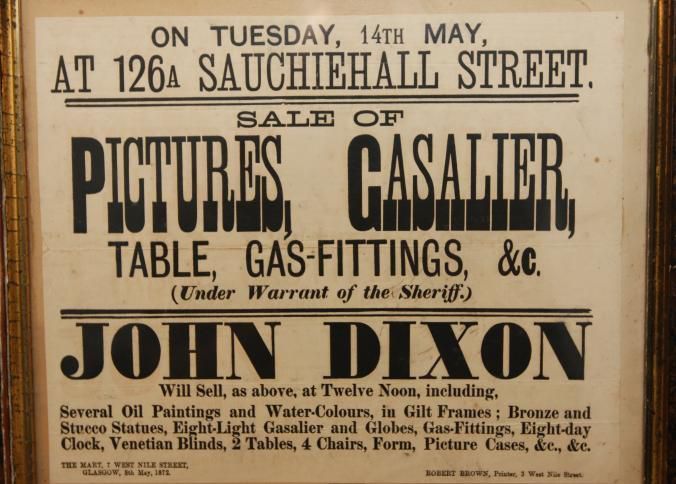 ON TUESDAY, 14TH MAY,
AT 126A SAUCHIEHALL STREET.
SALE OF
PICTURES, GASALIER,
TABLE, GAS-FITTINGS, &c.
(Under Warrant of the Sheriff.)
JOHN DIXON
Will Sell, as above, at Twelve Noon, including,
Several Oil Paintings and Water-Colours, in Gilt Frames; Bronze and
Stucco Statues, Eight-Light Gasalier and Globes, Gas-Fittings, Eight-day
Clock, Venetian Blinds, 2 Tables, 4 Chairs, Form, Picture Cases, &c., &c.
THE MART, 7 WEST NILE STREET,
GLASGOW, 8th May, 1872.
ROBERT BROWN, Printer, 3 West Nile Street.